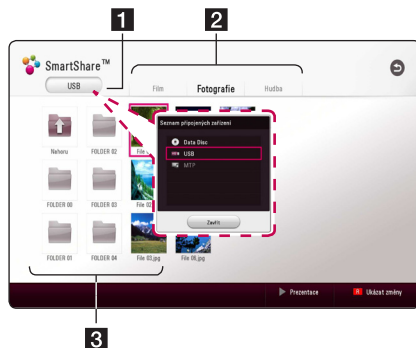 1
2
SmartShare™
USB
Film
Fotografie
Hudba
Seznam připojených zařízení
Data Disc
USB
MTP
Zavřít
Nahoru
FOLDER 02
FOLDER 00
FOLDER 03
File 02
FOLDER 01
FOLDER 04
File 03.jpg
File 06.jpg
Prezentace
R Ukázat změny
3